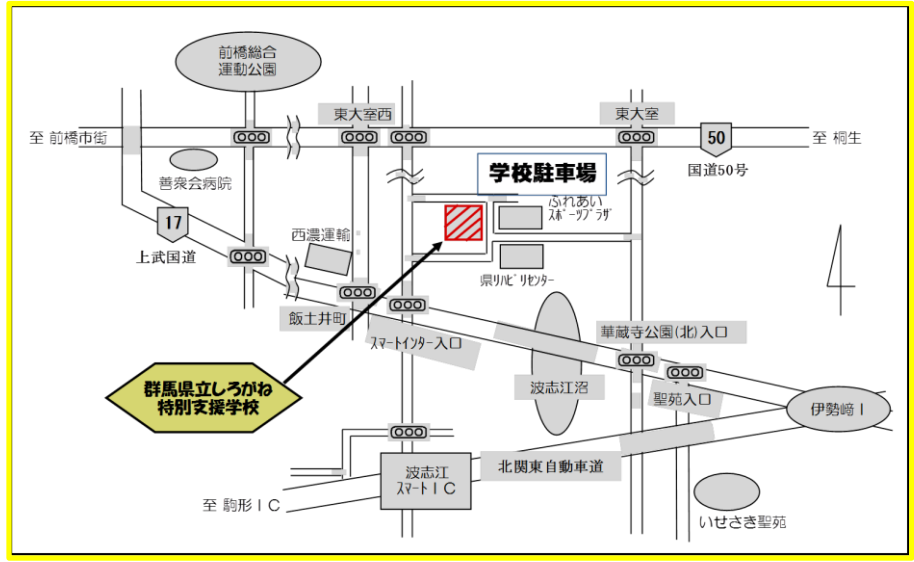 前橋総合
運動公園
東大室西
東大室
至 前橋市街
50
至 桐生
国道50号
学校駐車場
善衆会病院
ふれあい
スポーツプラザ
17
上武国道
西濃運輸
県リハビリセンター
飯土井町
スマートインター入口
華蔵寺公園(北)入口
群馬県立しろがね
特別支援学校
波志江沼
聖苑入口
伊勢﨑I
波志江
スマートIC
北関東自動車道
至 駒形IC
いせさき聖苑